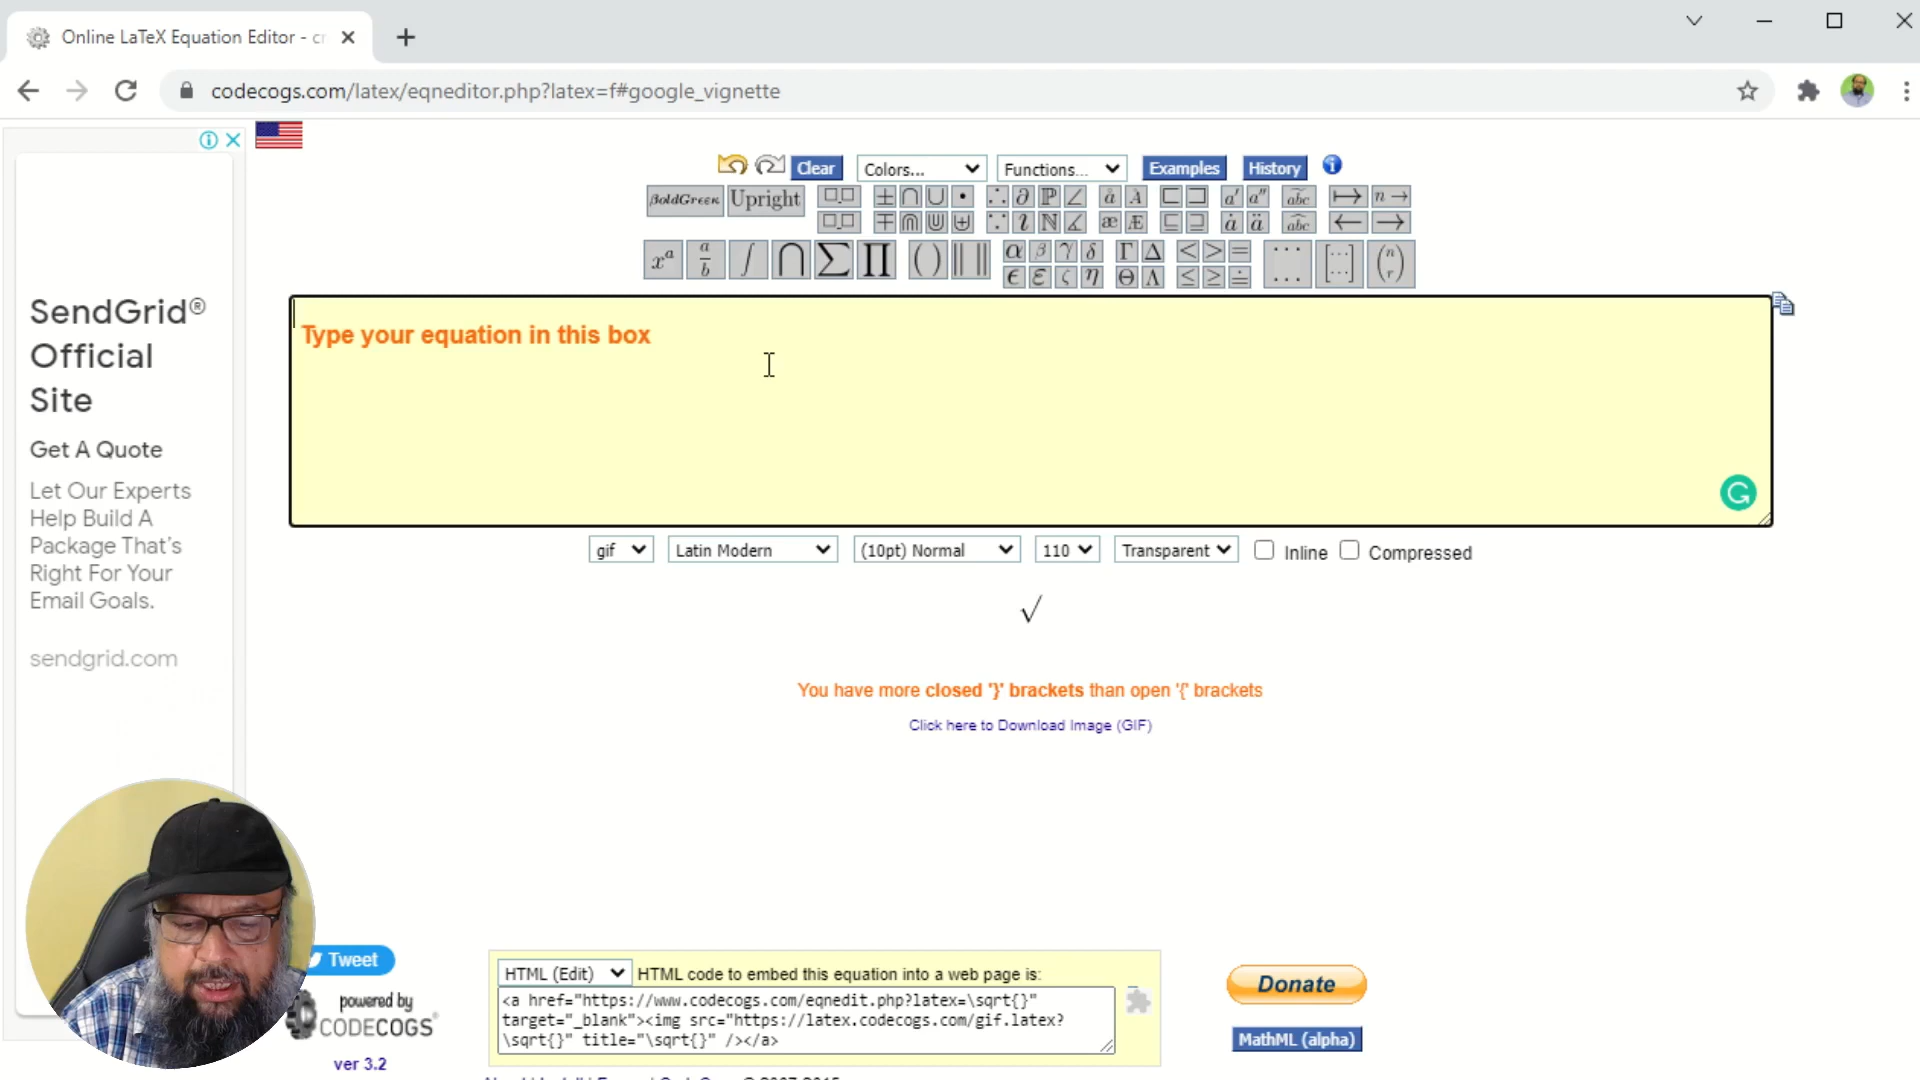 Online LaTeX Equation Editor - cr
codecogs.com/latex/eqneditor.php?latex=f#google_vignette
Clear Colors... Functions... Examples History
BoldGreek Upright
SendGrid®
Official
Site
Get A Quote
Let Our Experts
Help Build A
Package That's
Right For Your
Email Goals.
sendgrid.com
Type your equation in this box
gif Latin Modern (10pt) Normal 110 Transparent Inline Compressed
√
You have more closed '}' brackets than open '{' brackets
Click here to Download Image (GIF)
Tweet
powered by
CODECOGS
ver 3.2
HTML (Edit) HTML code to embed this equation into a web page is:
<a href="https://www.codecogs.com/eqnedit.php?latex=\sqrt{}"
target="_blank"><img src="https://latex.codecogs.com/gif.latex?
\sqrt{}" title="\sqrt{}" /></a>
Donate
MathML (alpha)